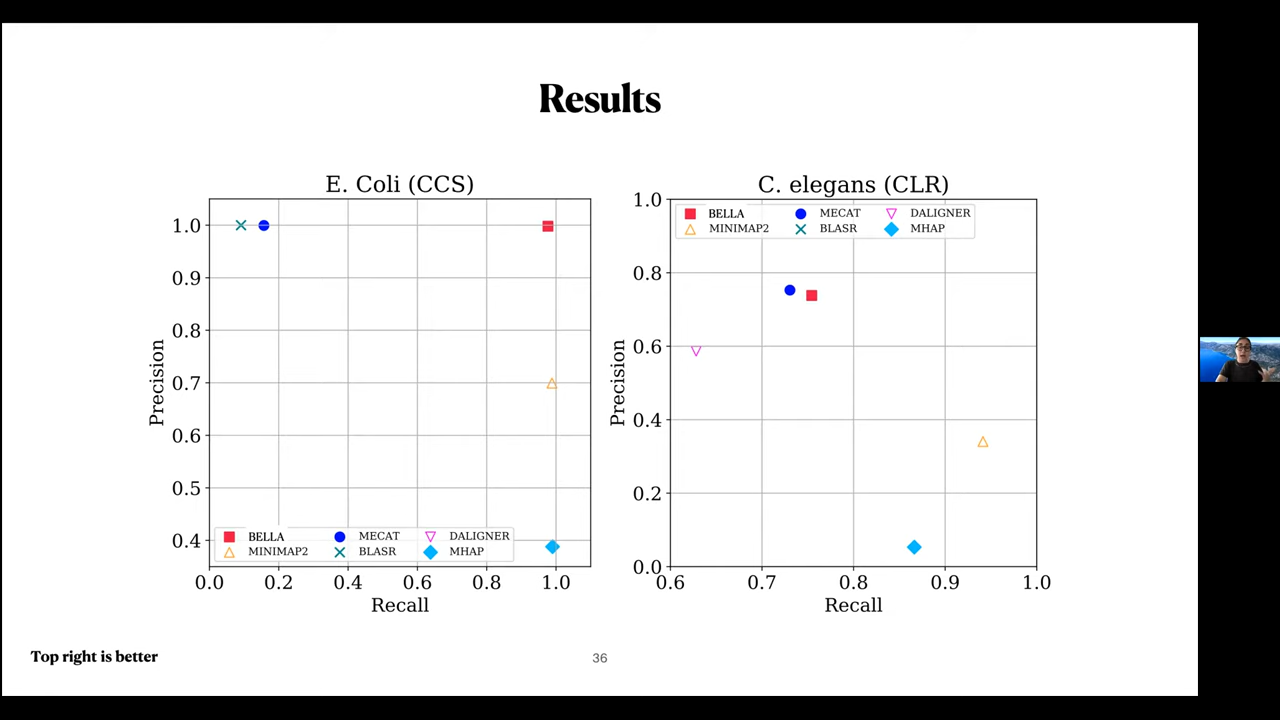 Results
E. Coli (CCS)
1.0
0.9
0.8
0.7
0.6
0.5
0.4
Precision
BELLA MECAT DALIGNER
MINIMAP2 BLASR MHAP
0.0 0.2 0.4 0.6 0.8 1.0
Recall
C. elegans (CLR)
1.0
0.8
0.6
0.4
0.2
0.0
Precision
BELLA MECAT DALIGNER
MINIMAP2 BLASR MHAP
0.6 0.7 0.8 0.9 1.0
Recall
Top right is better
36